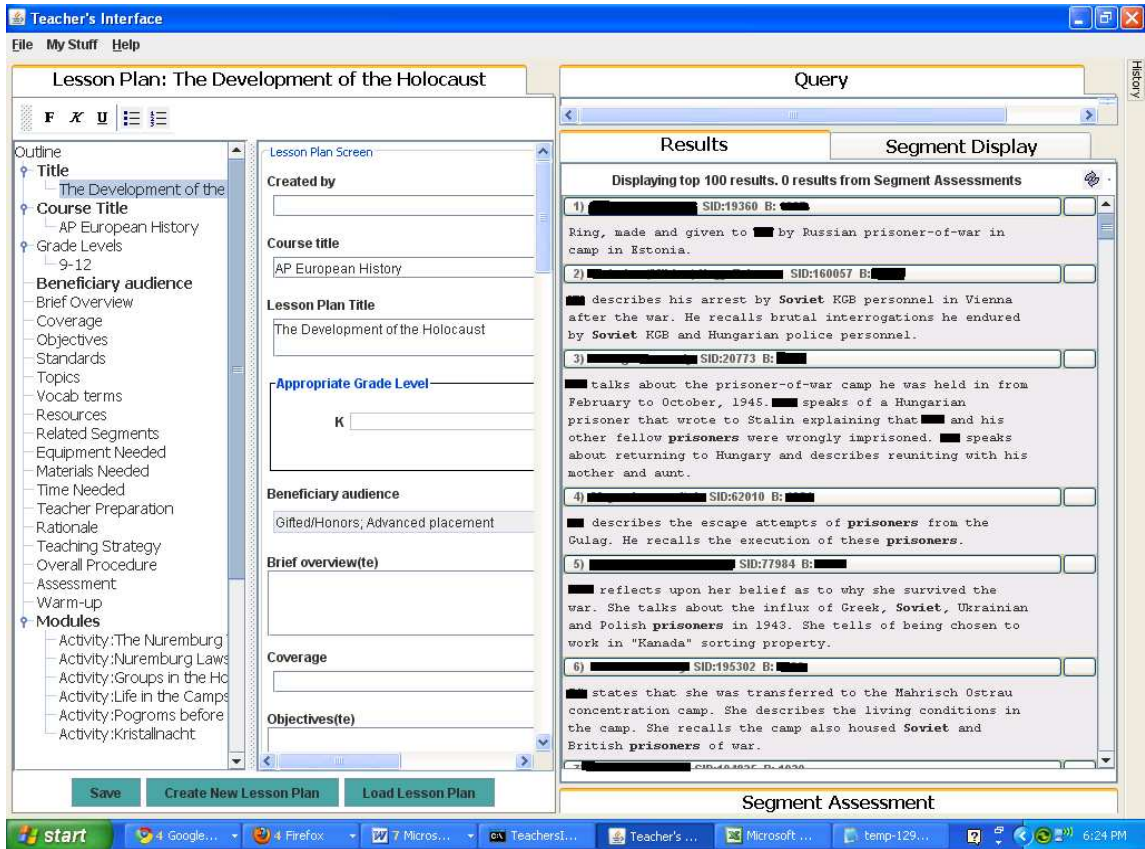 Teacher's Interface
File My Stuff Help
Lesson Plan: The Development of the Holocaust
F K U
Outline
Title
The Development of the
Course Title
AP European History
Grade Levels
9-12
Beneficiary audience
Brief Overview
Coverage
Objectives
Standards
Topics
Vocab terms
Resources
Related Segments
Equipment Needed
Materials Needed
Time Needed
Teacher Preparation
Rationale
Teaching Strategy
Overall Procedure
Assessment
Warm-up
Modules
Activity:The Nuremburg
Activity:Nuremburg Laws
Activity:Groups in the Ho
Activity:Life in the Camps
Activity:Pogroms before
Activity:Kristallnacht
Lesson Plan Screen
Created by
Course title
AP European History
Lesson Plan Title
The Development of the Holocaust
Appropriate Grade Level
K
Beneficiary audience
Gifted/Honors; Advanced placement
Brief overview(te)
Coverage
Objectives(te)
Save Create New Lesson Plan Load Lesson Plan
Query
History
Results Segment Display
Displaying top 100 results. 0 results from Segment Assessments
1) SID:19360 B:
Ring, made and given to by Russian prisoner-of-war in
camp in Estonia.
2) SID:160057 B:
describes his arrest by Soviet KGB personnel in Vienna
after the war. He recalls brutal interrogations he endured
by Soviet KGB and Hungarian police personnel.
3) SID:20773 B:
talks about the prisoner-of-war camp he was held in from
February to October, 1945. speaks of a Hungarian
prisoner that wrote to Stalin explaining that and his
other fellow prisoners were wrongly imprisoned. speaks
about returning to Hungary and describes reuniting with his
mother and aunt.
4) SID:62010 B:
describes the escape attempts of prisoners from the
Gulag. He recalls the execution of these prisoners.
5) SID:77984 B:
reflects upon her belief as to why she survived the
war. She talks about the influx of Greek, Soviet, Ukrainian
and Polish prisoners in 1943. She tells of being chosen to
work in "Kanada" sorting property.
6) SID:195302 B:
states that she was transferred to the Mahrisch Ostrau
concentration camp. She describes the living conditions in
the camp. She recalls the camp also housed Soviet and
British prisoners of war.
Segment Assessment
start 4 Google... 4 Firefox 7 Micros... TeachersI... Teacher's ... Microsoft ... temp-129... 6:24 PM